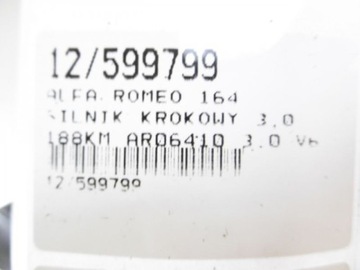 12/599799
ALFA ROMEO 164
SILNIK KROKOWY 3.0
188KM AR06410 3.0 V6
12/599799